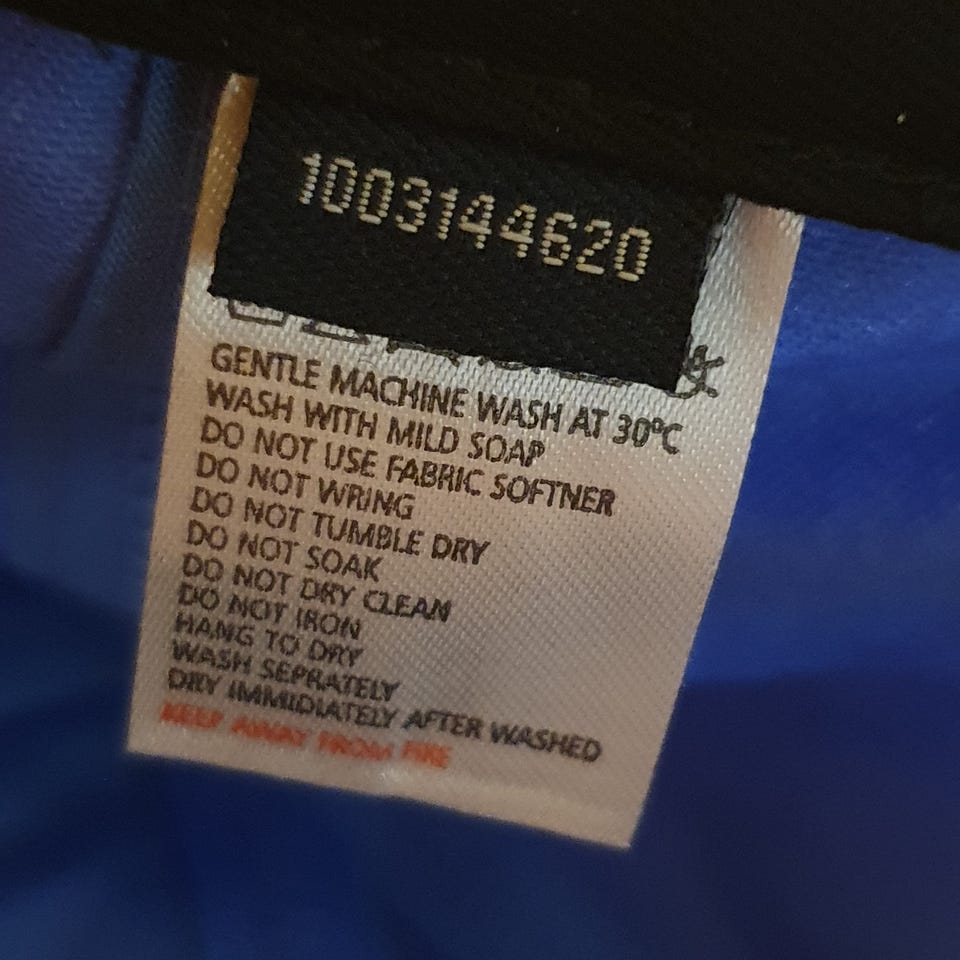 1003144620
GENTLE MACHINE WASH AT 30ºC
WASH WITH MILD SOAP
DO NOT USE FABRIC SOFTNER
DO NOT WRING
DO NOT TUMBLE DRY
DO NOT SOAK
DO NOT DRY CLEAN
DO NOT IRON
HANG TO DRY
WASH SEPRATELY
DRY IMMIDIATELY AFTER WASHED
KEEP AWAY FROM FIRE